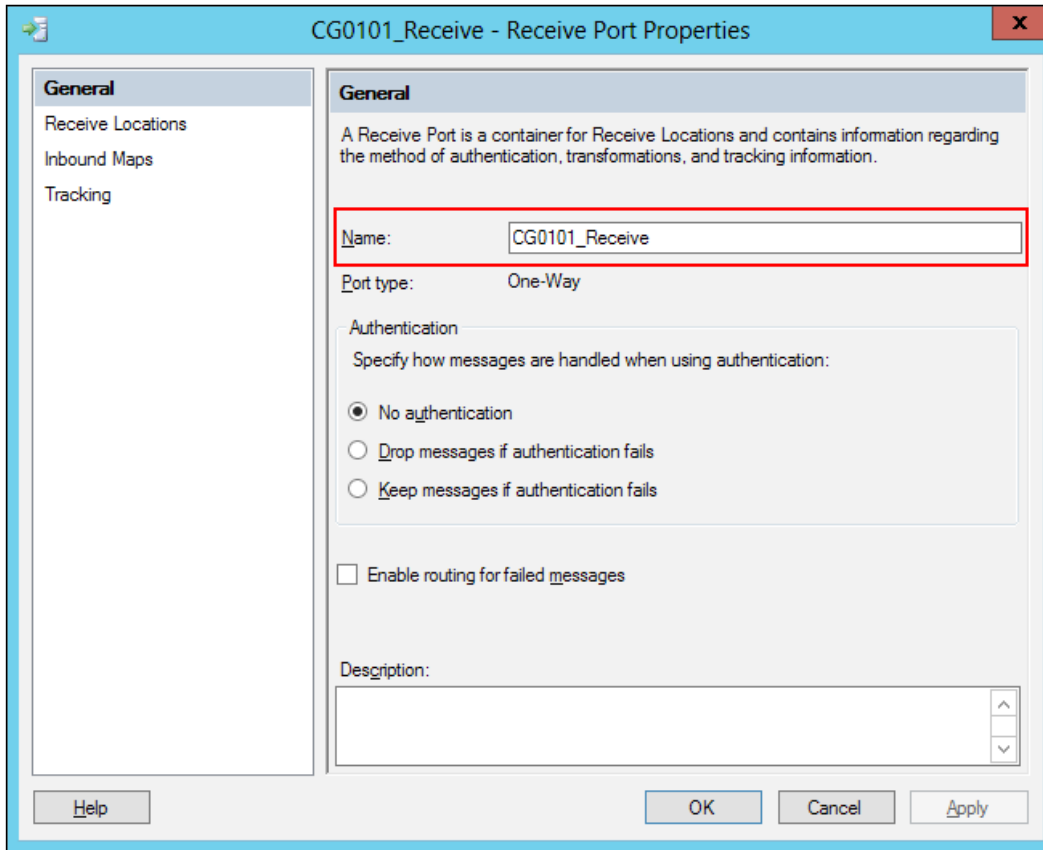 CG0101_Receive - Receive Port Properties
x
General
Receive Locations
Inbound Maps
Tracking
General
A Receive Port is a container for Receive Locations and contains information regarding
the method of authentication, transformations, and tracking information.
Name: CG0101_Receive
Port type: One-Way
Authentication
Specify how messages are handled when using authentication:
No authentication
Drop messages if authentication fails
Keep messages if authentication fails
Enable routing for failed messages
Description:
Help OK Cancel Apply